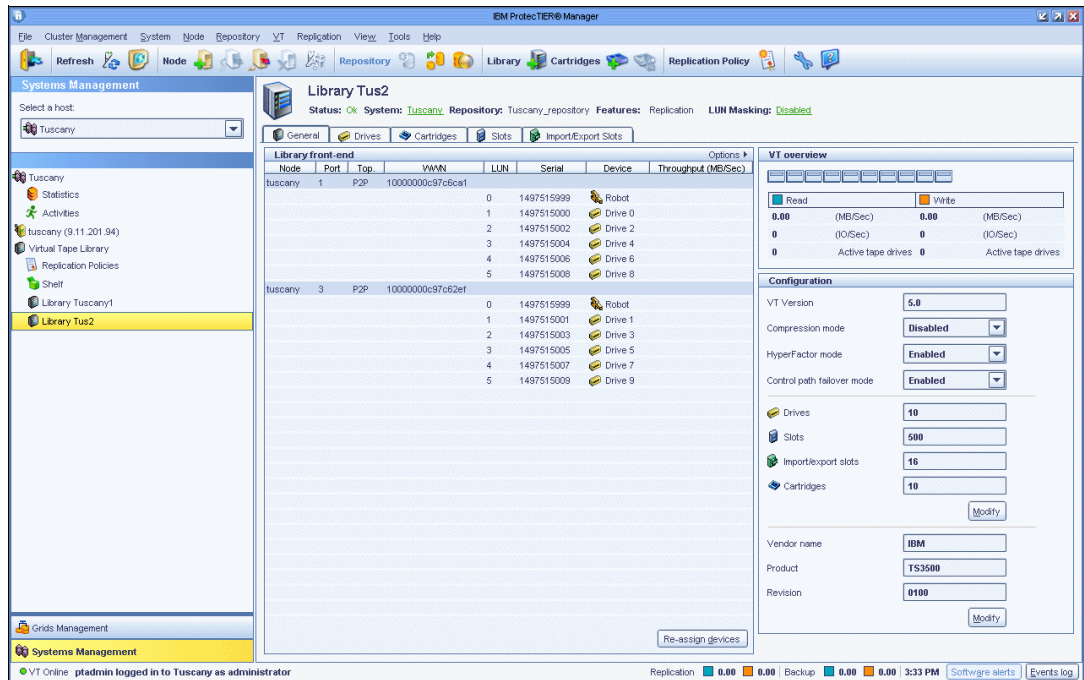 IBM ProtecTIER® Manager
File Cluster Management System Node Repository VT Replication View Tools Help
Refresh Node Repository Library Cartridges Replication Policy
Systems Management
Select a host:
Tuscany
Tuscany
Statistics
Activities
tuscany (9.11.201.94)
Virtual Tape Library
Replication Policies
Shelf
Library Tuscany1
Library Tus2
Grids Management
Systems Management
Library Tus2
Status: Ok System: Tuscany Repository: Tuscany_repository Features: Replication LUN Masking: Disabled
General Drives Cartridges Slots Import/Export Slots
Library front-end Options
Node Port Top. WWN LUN Serial Device Throughput (MB/Sec)
tuscany 1 P2P 10000000c97c6ca1
0 1497515999 Robot
1 1497515000 Drive 0
2 1497515002 Drive 2
3 1497515004 Drive 4
4 1497515006 Drive 6
5 1497515008 Drive 8
tuscany 3 P2P 10000000c97c62ef
0 1497515999 Robot
1 1497515001 Drive 1
2 1497515003 Drive 3
3 1497515005 Drive 5
4 1497515007 Drive 7
5 1497515009 Drive 9
Re-assign devices
VT overview
Read Write
0.00 (MB/Sec) 0.00 (MB/Sec)
0 (IO/Sec) 0 (IO/Sec)
0 Active tape drives 0 Active tape drives
Configuration
VT Version 5.0
Compression mode Disabled
HyperFactor mode Enabled
Control path failover mode Enabled
Drives 10
Slots 500
Import/export slots 16
Cartridges 10
Modify
Vendor name IBM
Product TS3500
Revision 0100
Modify
VT Online ptadmin logged in to Tuscany as administrator
Replication 0.00 0.00 Backup 0.00 0.00 3:33 PM Software alerts Events log